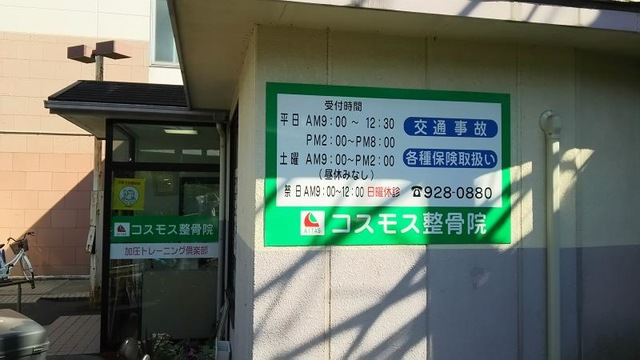 受付時間
平日 AM9:00～12:30
PM2:00～PM8:00
土曜 AM9:00～PM2:00
(昼休みなし)
祭日AM9:00~12:00 日曜休診
交通事故
各種保険取扱い
☎928-0880
コスモス整骨院
コスモス整骨院
加圧トレーニング倶楽部